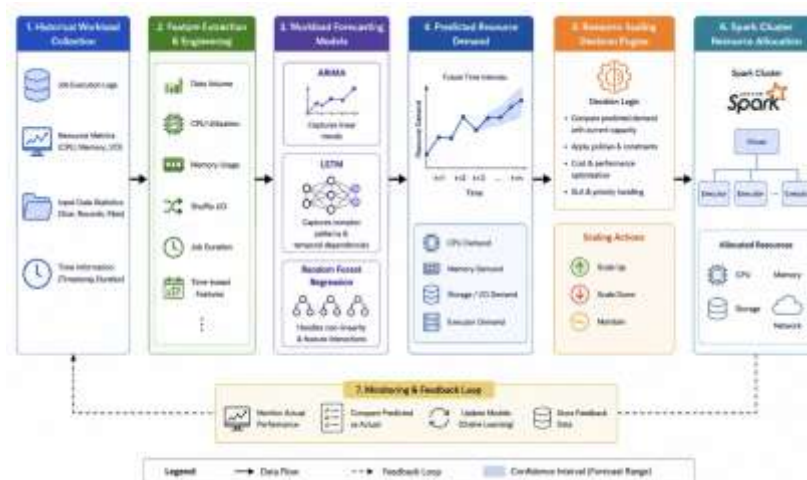 1. Historical Workload
Collection
Job Execution Logs
Resource Metrics
(CPU, Memory, I/O)
Input Data Statistics
(Size, Records, Files)
Time Information
(Timestamp, Duration)
2. Feature Extraction
& Engineering
Data Volume
CPU Utilization
Memory Usage
Shuffle I/O
Job Duration
Time-based
Features
3. Workload Forecasting
Models
ARIMA
Captures linear
trends
LSTM
Captures complex
patterns &
temporal dependencies
Random Forest
Regression
Handles non-linearity
& feature interactions
4. Predicted Resource
Demand
Future Time Intervals
Resource Demand
t+1 t+2 t+3 ... t+n
Time
CPU Demand
Memory Demand
Storage / I/O Demand
Executor Demand
5. Resource Scaling
Decision Engine
Decision Logic
• Compare predicted demand
with current capacity
• Apply policies & constraints
• Cost & performance
optimization
• SLA & priority handling
Scaling Actions
Scale Up
Scale Down
Maintain
6. Spark Cluster
Resource Allocation
Spark Cluster
Spark
Driver
Executor Executor ... Executor
Allocated Resources
CPU Memory
Storage Network
7. Monitoring & Feedback Loop
Monitor Actual
Performance
Compare Predicted
vs Actual
Update Models
(Online Learning)
Store Feedback
Data
Legend
Data Flow
Feedback Loop
Confidence Interval (Forecast Range)